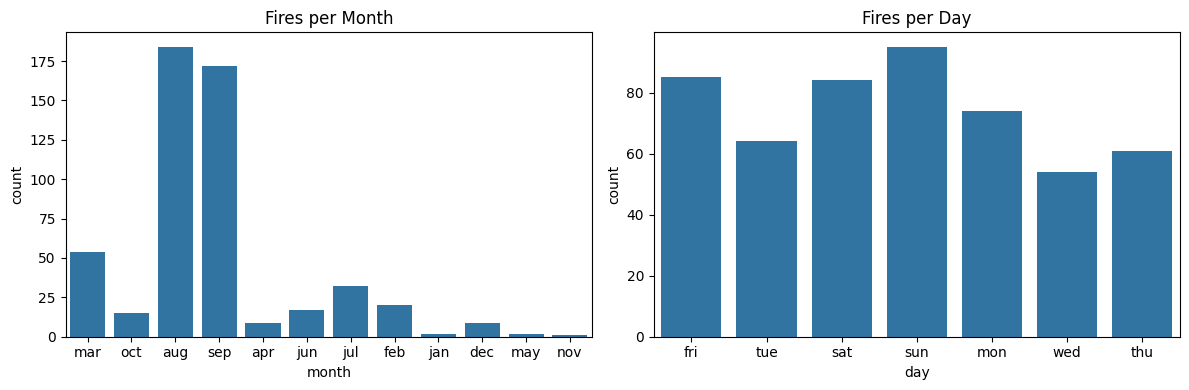 Fires per Month
175
150
125
100
75
50
25
0
count
mar oct aug sep apr jun jul feb jan dec may nov
month
Fires per Day
80
60
40
20
0
count
fri tue sat sun mon wed thu
day